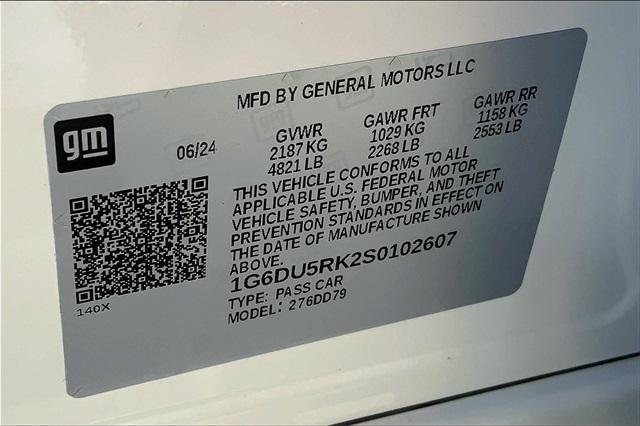 MFD BY GENERAL MOTORS LLC
gm
06/24
GVWR
2187 KG
4821 LB
GAWR FRT
1029 KG
2268 LB
GAWR RR
1158 KG
2553 LB
THIS VEHICLE CONFORMS TO ALL
APPLICABLE U.S. FEDERAL MOTOR
VEHICLE SAFETY, BUMPER, AND THEFT
PREVENTION STANDARDS IN EFFECT ON
THE DATE OF MANUFACTURE SHOWN
ABOVE.
1G6DU5RK2S0102607
TYPE: PASS CAR
MODEL: 276DD79
140X